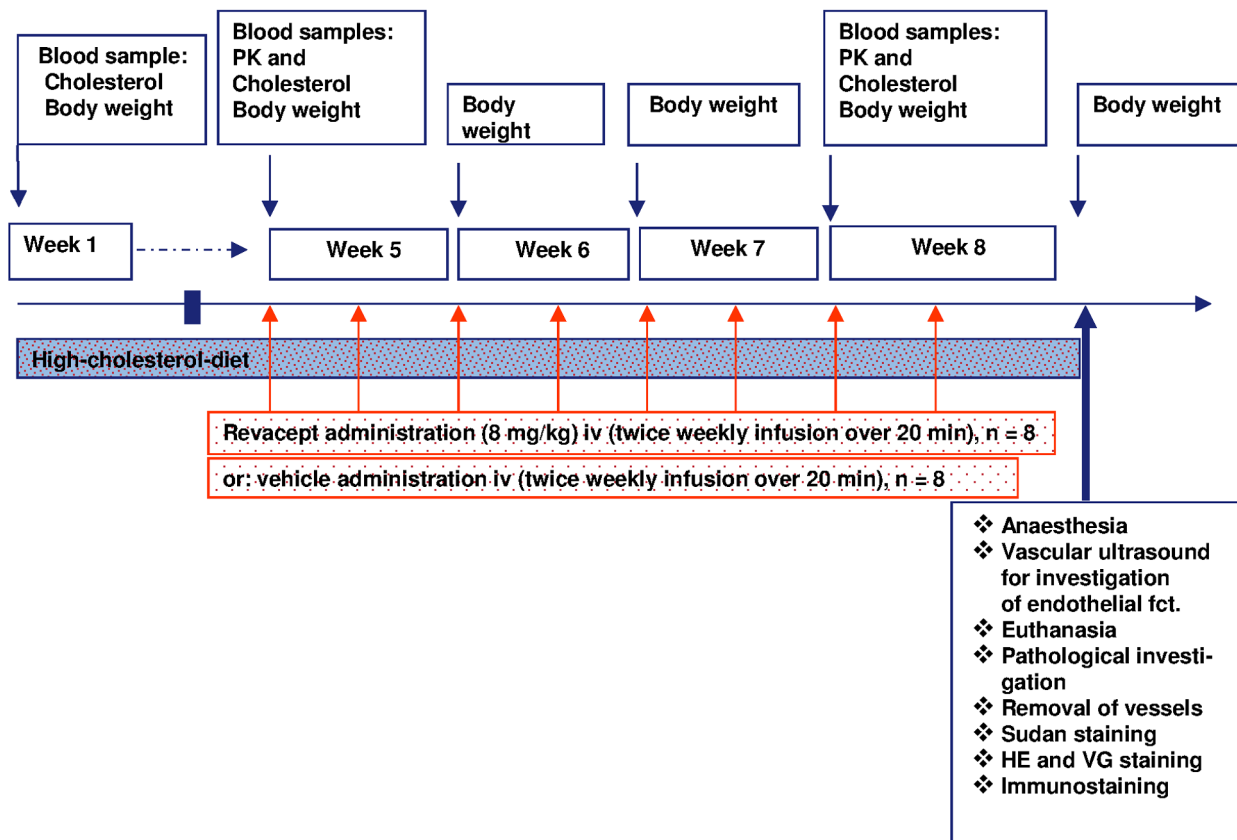 Blood sample:
Cholesterol
Body weight
Blood samples:
PK and
Cholesterol
Body weight
Body
weight
Body weight
Blood samples:
PK and
Cholesterol
Body weight
Body weight
Week 1
Week 5
Week 6
Week 7
Week 8
High-cholesterol-diet
Revacept administration (8 mg/kg) iv (twice weekly infusion over 20 min), n = 8
or: vehicle administration iv (twice weekly infusion over 20 min), n = 8
❖ Anaesthesia
❖ Vascular ultrasound
for investigation
of endothelial fct.
❖ Euthanasia
❖ Pathological investi-
gation
❖ Removal of vessels
❖ Sudan staining
❖ HE and VG staining
❖ Immunostaining